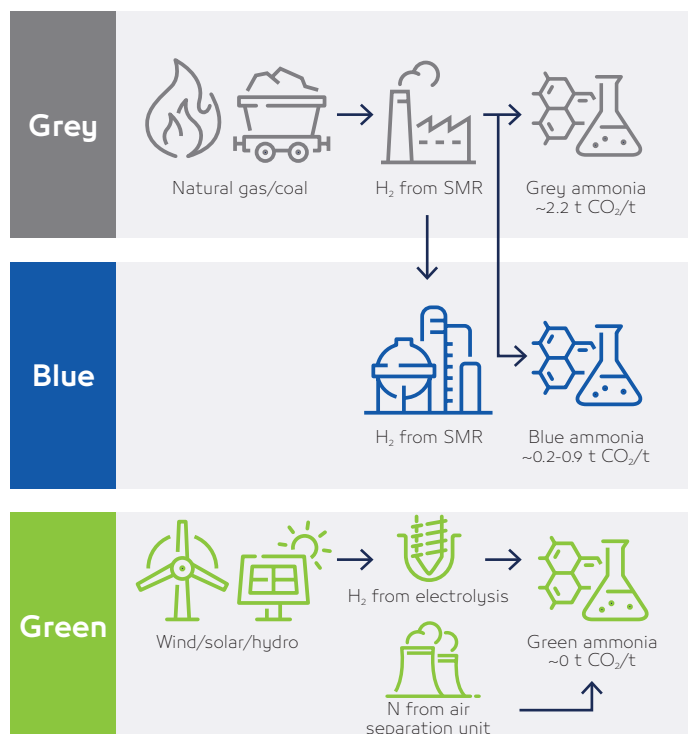 Grey
Natural gas/coal
H₂ from SMR
Grey ammonia
~2.2 t CO₂/t
Blue
H₂ from SMR
Blue ammonia
~0.2-0.9 t CO₂/t
Green
Wind/solar/hydro
H₂ from electrolysis
Green ammonia
~0 t CO₂/t
N from air
separation unit